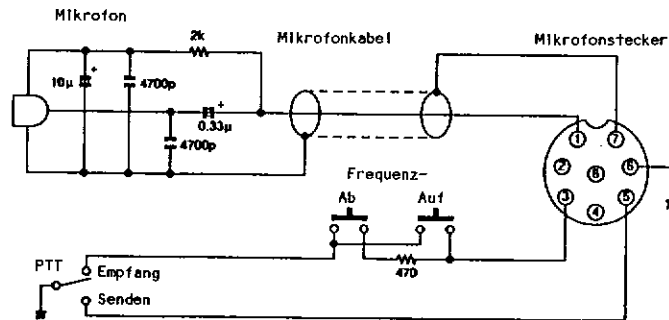 Mikrofon
Mikrofonkabel
Mikrofonstecker
2k
10µ
+
4700p
+
0.33µ
4700p
1
7
2
8
6
3
5
4
Frequenz-
Ab
Auf
470
PTT
Empfang
Senden